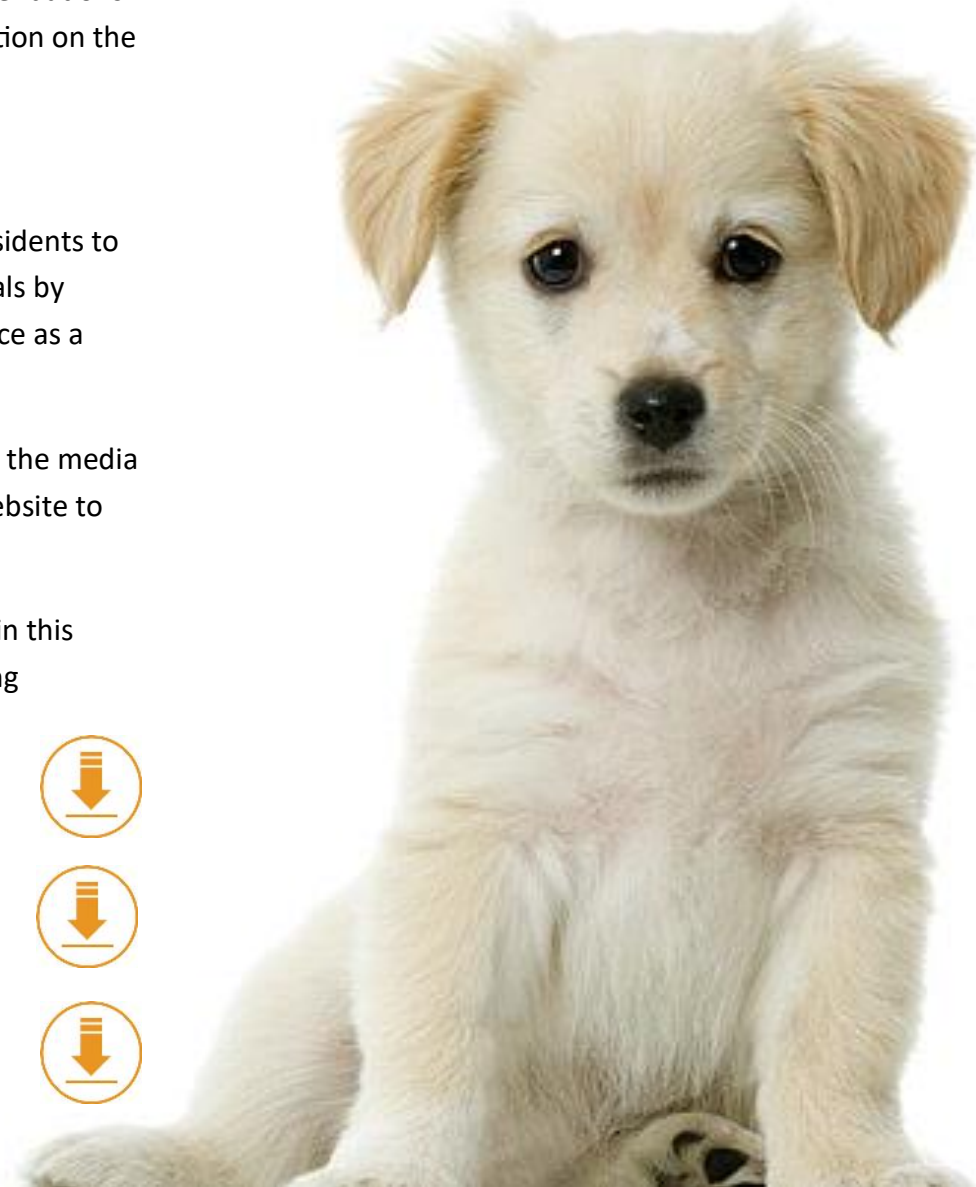 tion on the
sidents to
als by
ce as a
the media
ebsite to
in this
ng